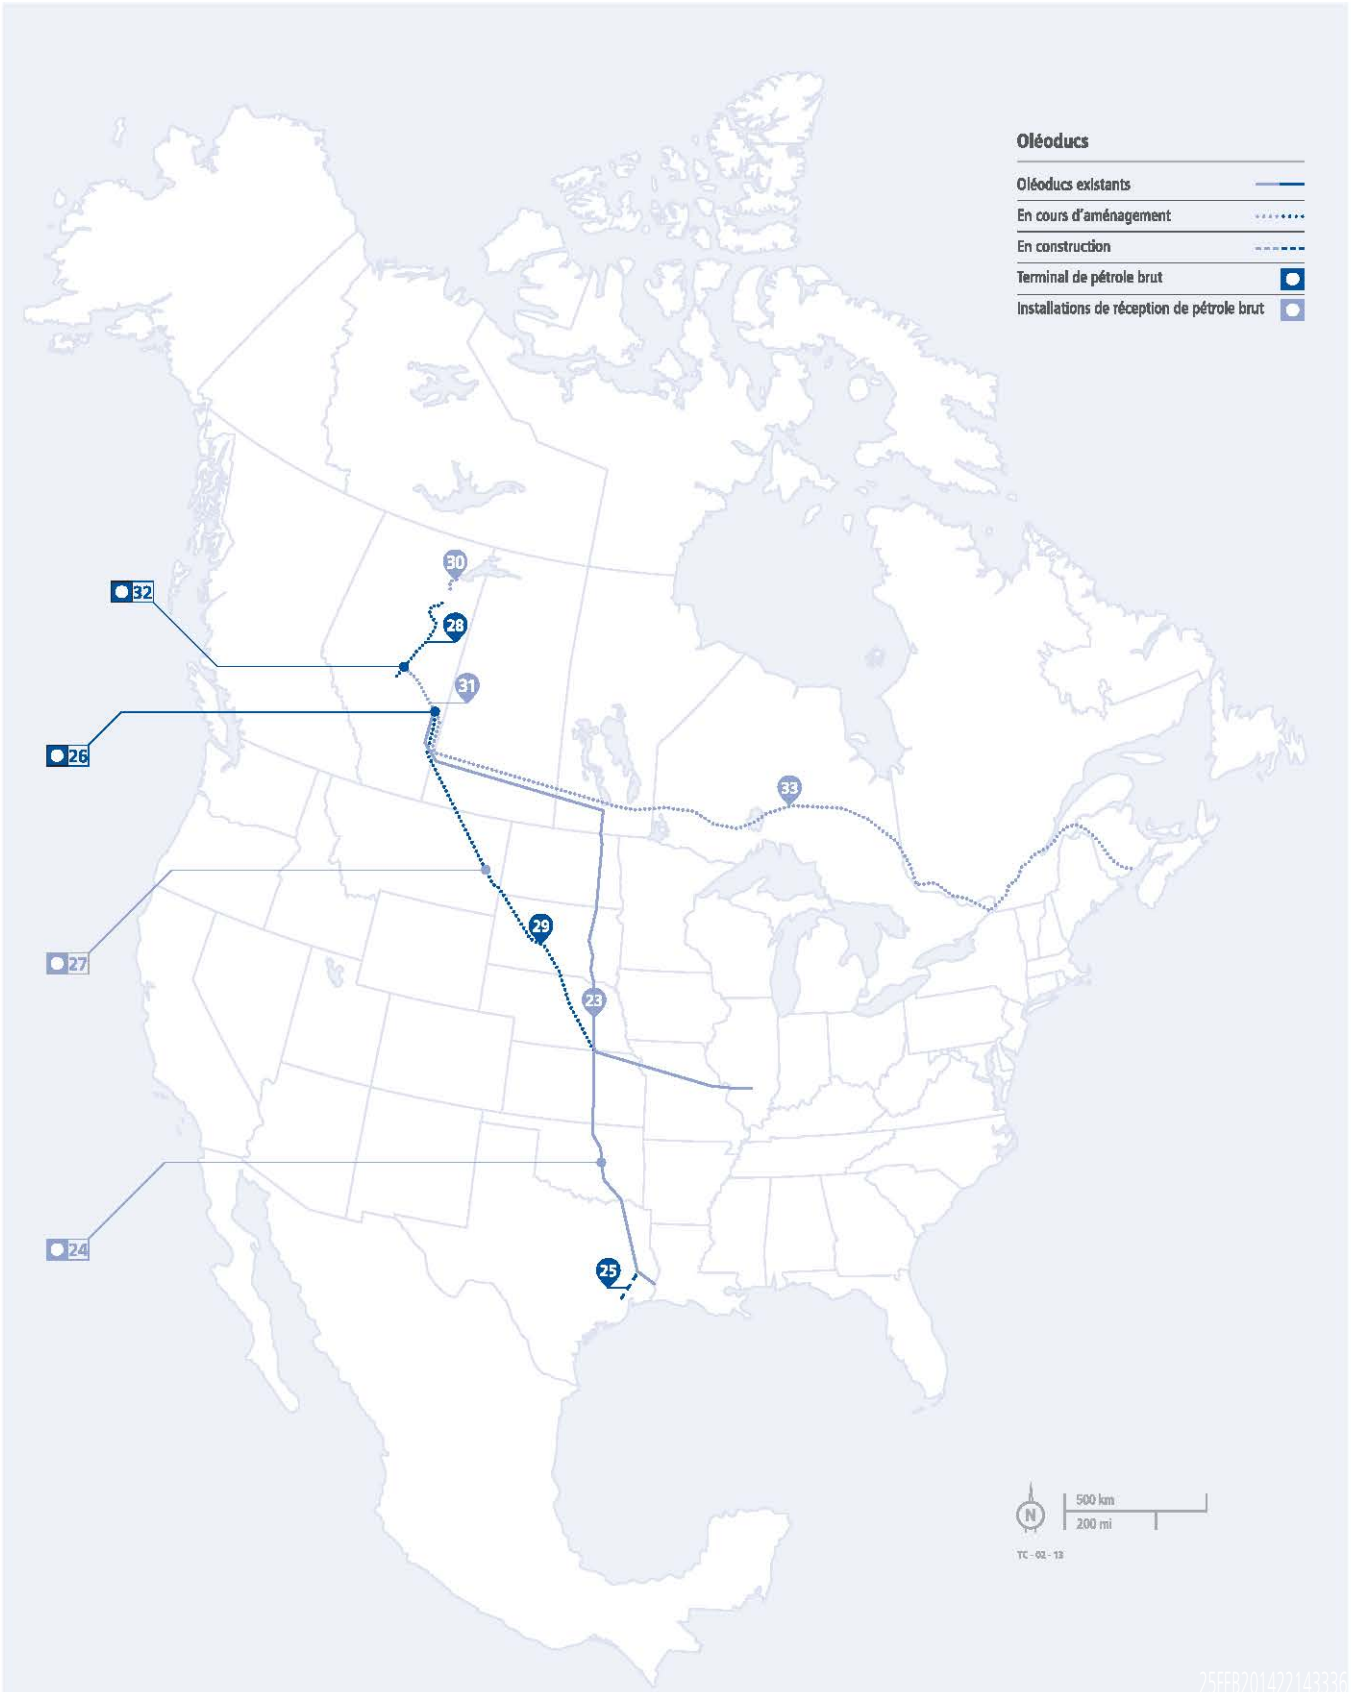 Oléoducs
Oléoducs existants
En cours d'aménagement
En construction
Terminal de pétrole brut
Installations de réception de pétrole brut
30
32
28
31
26
33
29
27
23
24
25
500 km
N
200 mi
TC - 02 - 13
25FEB201422143336